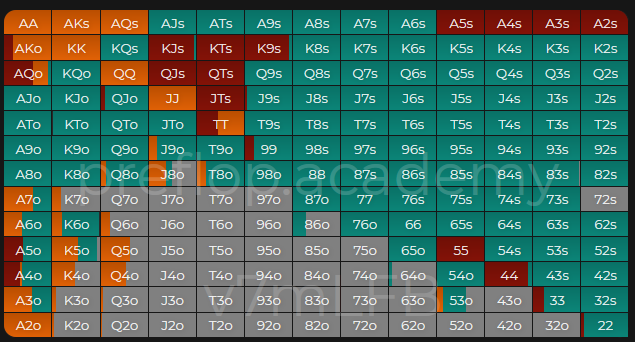 AA AKs AQs AJs ATs A9s A8s A7s A6s A5s A4s A3s A2s
AKo KK KQs KJs KTs K9s K8s K7s K6s K5s K4s K3s K2s
AQo KQo QQ QJs QTs Q9s Q8s Q7s Q6s Q5s Q4s Q3s Q2s
AJo KJo QJo JJ JTs J9s J8s J7s J6s J5s J4s J3s J2s
ATo KTo QTo JTo TT T9s T8s T7s T6s T5s T4s T3s T2s
A9o K9o Q9o J9o T9o 99 98s 97s 96s 95s 94s 93s 92s
A8o K8o Q8o J8o T8o 98o 88 87s 86s 85s 84s 83s 82s
preflop.academy
A7o K7o Q7o J7o T7o 97o 87o 77 76s 75s 74s 73s 72s
A6o K6o Q6o J6o T6o 96o 86o 76o 66 65s 64s 63s 62s
A5o K5o Q5o J5o T5o 95o 85o 75o 65o 55 54s 53s 52s
A4o K4o Q4o J4o T4o 94o 84o 74o 64o 54o 44 43s 42s
A3o K3o Q3o J3o T3o 93o 83o 73o 63o 53o 43o 33 32s
v7mLFB
A2o K2o Q2o J2o T2o 92o 82o 72o 62o 52o 42o 32o 22